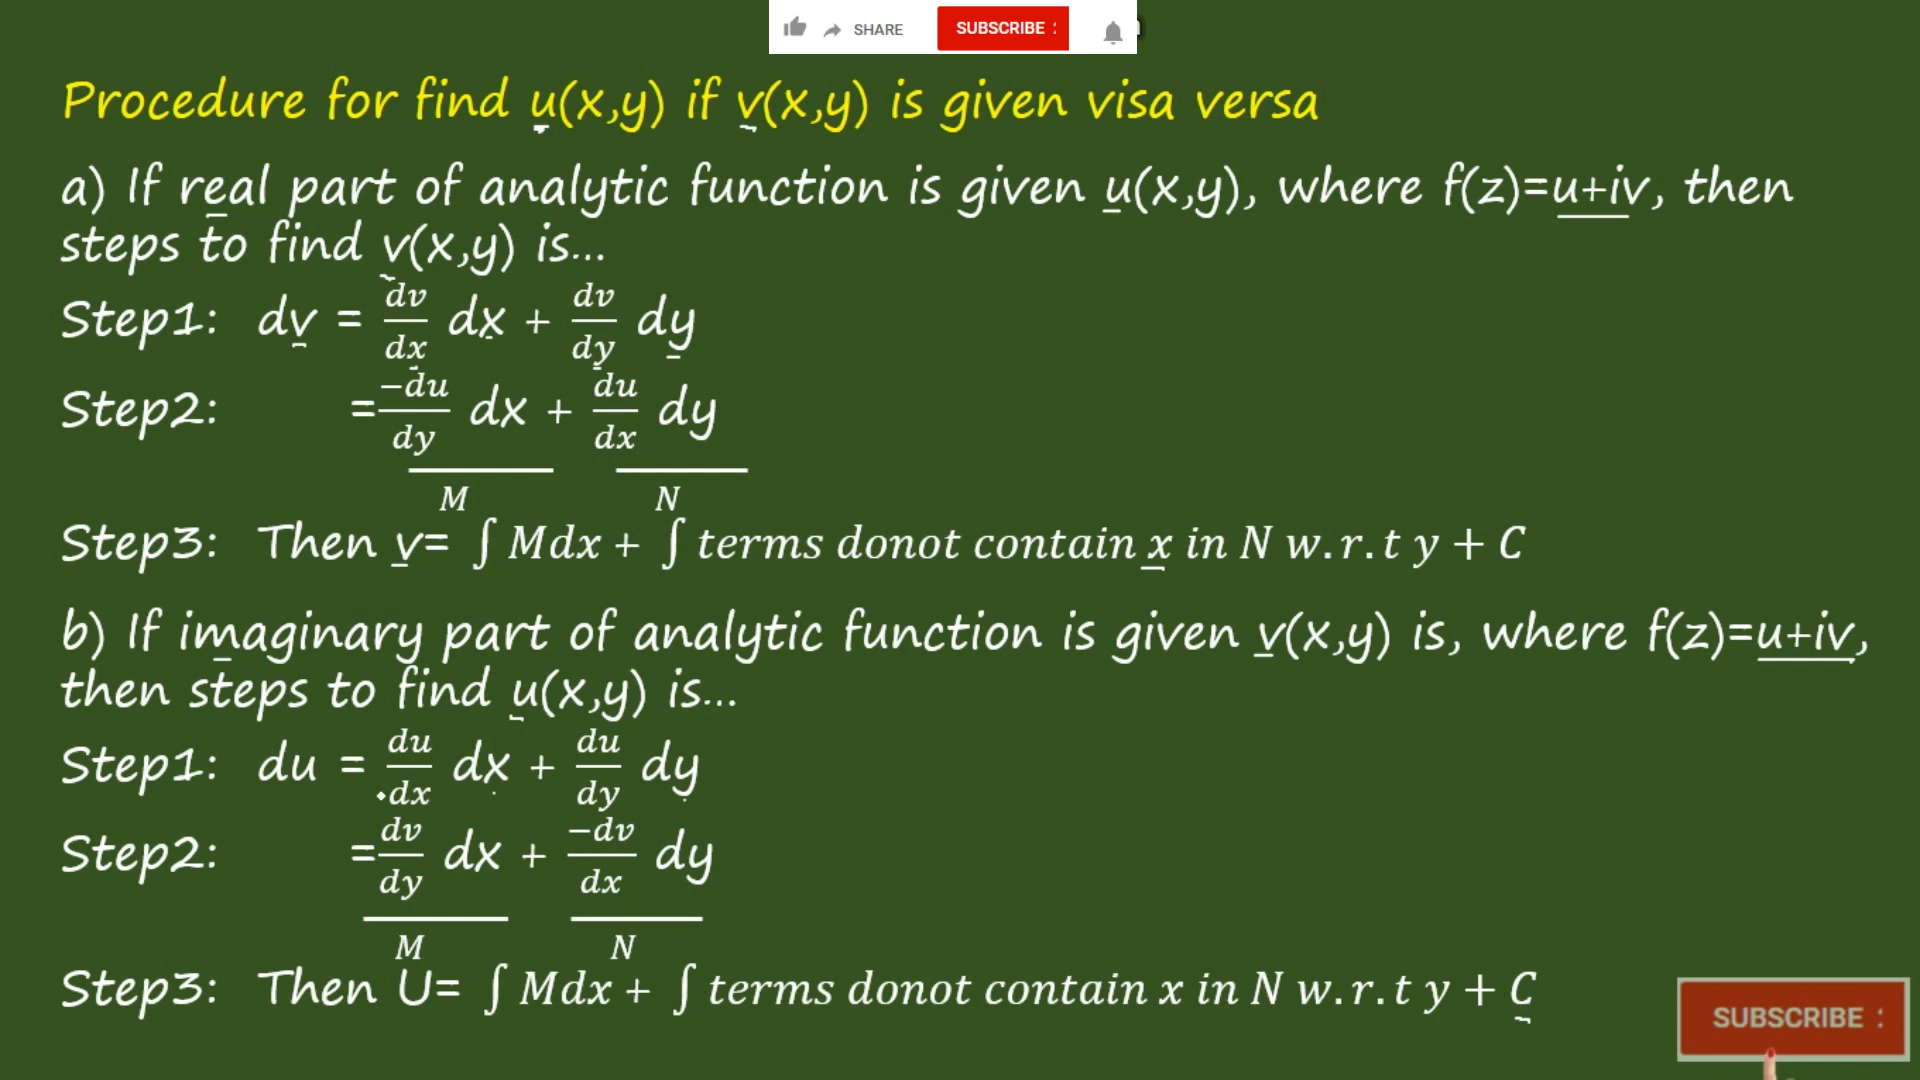 SHARE SUBSCRIBE :
Procedure for find u(x,y) if v(x,y) is given visa versa
a) If real part of analytic function is given u(x,y), where f(z)=u+iv, then
steps to find v(x,y) is...
Step1: dv = dv/dx dx + dv/dy dy
Step2: = -du/dy dx + du/dx dy
M N
Step3: Then v= ∫ Mdx + ∫ terms donot contain x in N w.r.t y + C
b) If imaginary part of analytic function is given v(x,y) is, where f(z)=u+iv,
then steps to find u(x,y) is...
Step1: du = du/dx dx + du/dy dy
Step2: = dv/dy dx + -dv/dx dy
M N
Step3: Then U= ∫ Mdx + ∫ terms donot contain x in N w.r.t y + C
SUBSCRIBE :